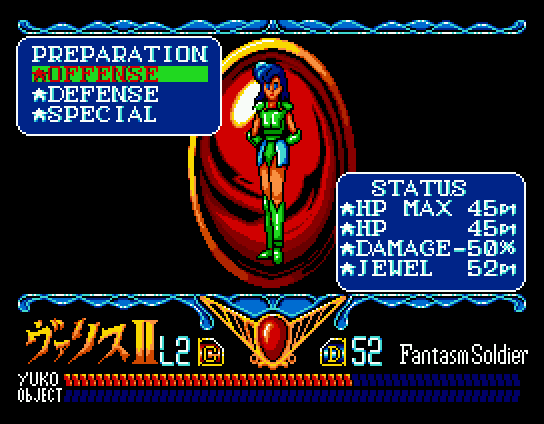 PREPARATION
★OFFENSE
★DEFENSE
★SPECIAL
STATUS
★HP MAX 45pt
★HP 45pt
★DAMAGE-50%
★JEWEL 52pt
ヴァリスII L2 C D 52 Fantasm Soldier
YUKO
OBJECT